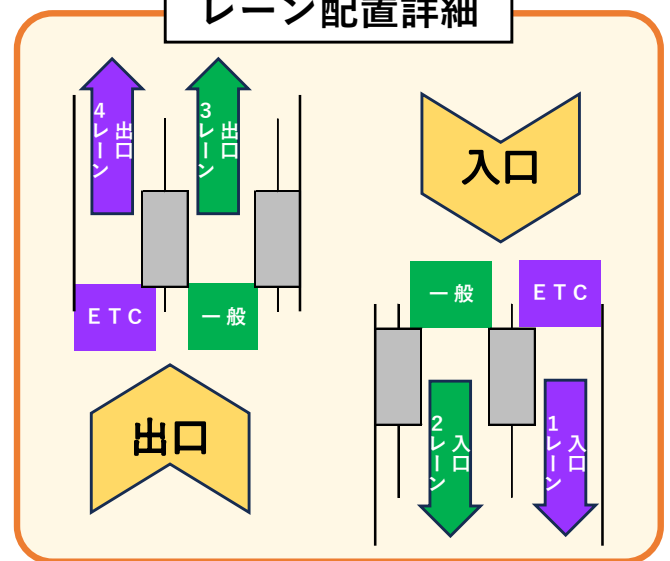 レーン配置詳細
出口
4レーン
出口
3レーン
入口
一般
ETC
ETC
一般
出口
入口
2レーン
入口
1レーン